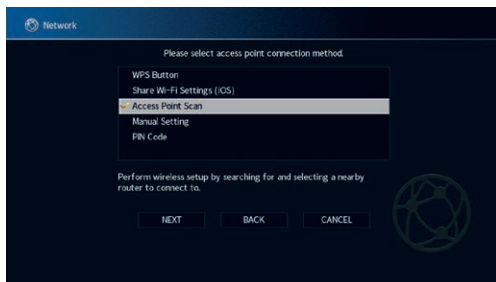 Network
Please select access point connection method.
WPS Button
Share Wi-Fi Settings (iOS)
Access Point Scan
Manual Setting
PIN Code
Perform wireless setup by searching for and selecting a nearby
router to connect to.
NEXT BACK CANCEL